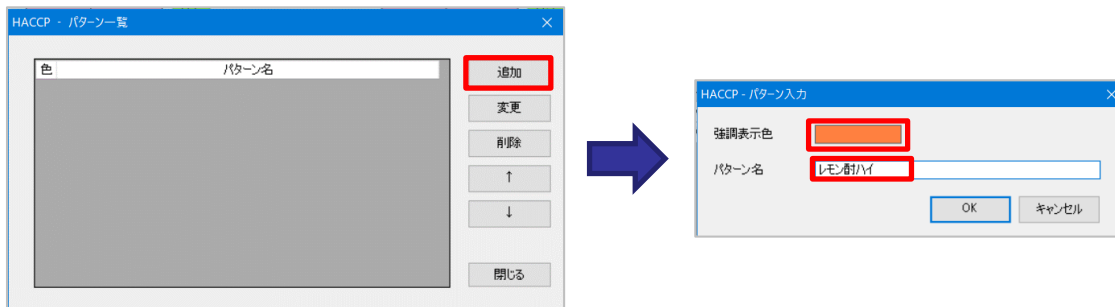 HACCP - パターン一覧
色 パターン名
追加
変更
削除
↑
↓
閉じる
HACCP - パターン入力
強調表示色
パターン名 レモン酎ハイ
OK キャンセル